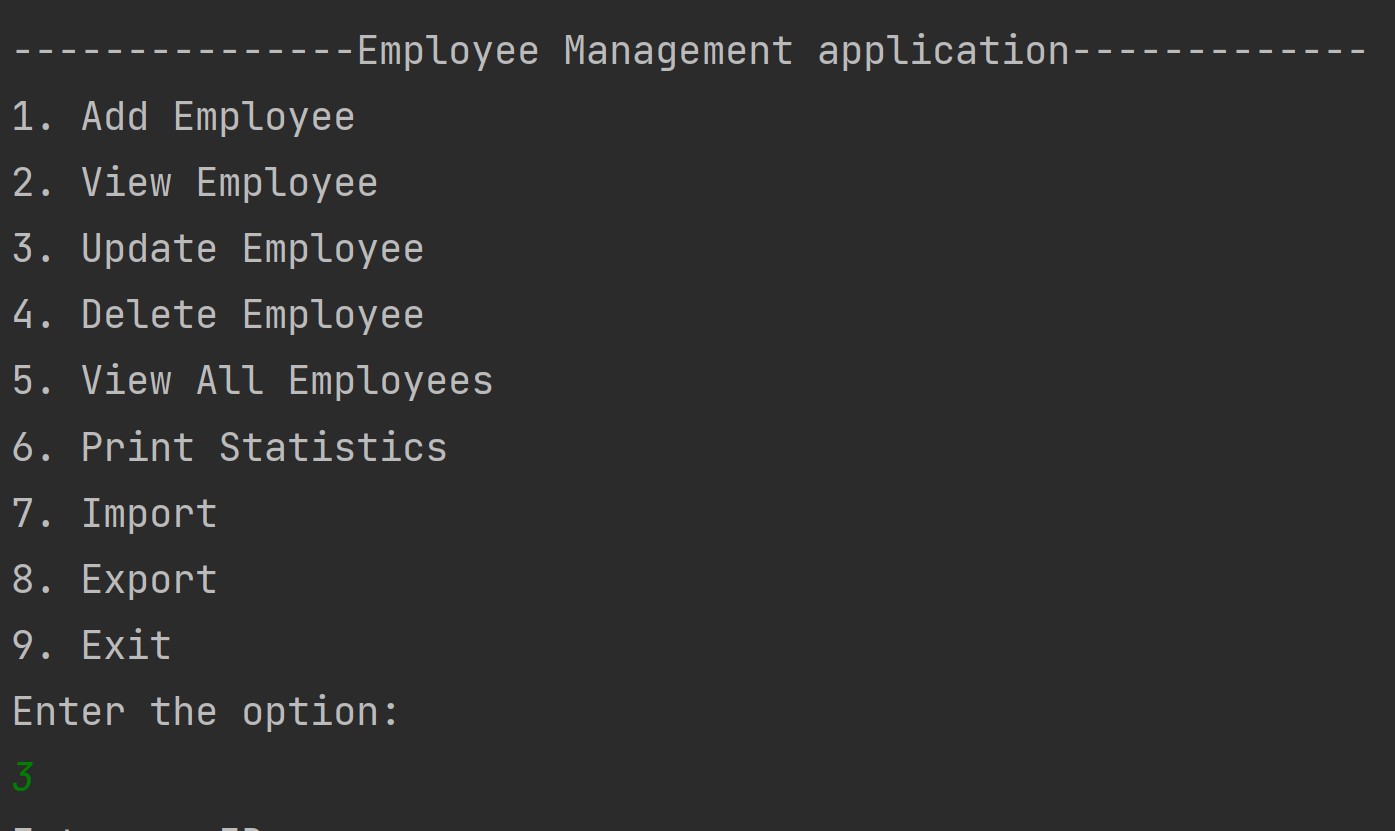 ---------------Employee Management application-------------
1. Add Employee
2. View Employee
3. Update Employee
4. Delete Employee
5. View All Employees
6. Print Statistics
7. Import
8. Export
9. Exit
Enter the option:
3